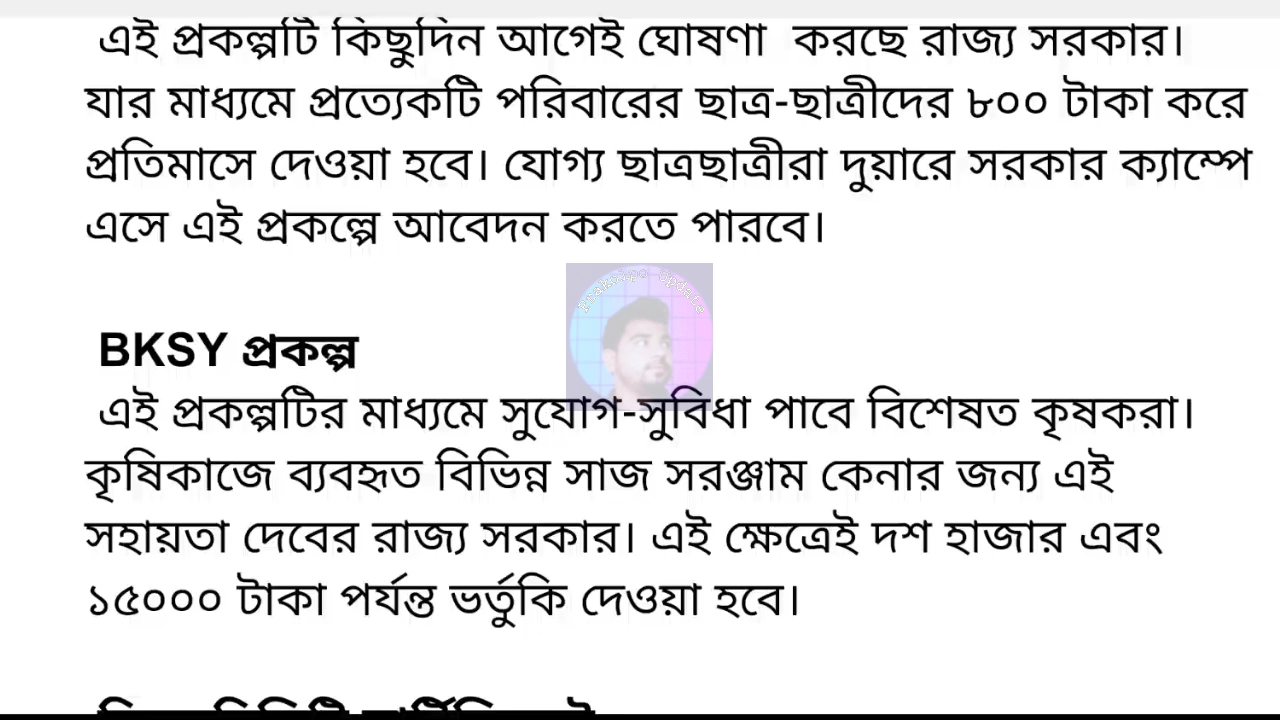 এই প্রকল্পটি কিছুদিন আগেই ঘোষণা করছে রাজ্য সরকার।
যার মাধ্যমে প্রত্যেকটি পরিবারের ছাত্র-ছাত্রীদের ৮০০ টাকা করে
প্রতিমাসে দেওয়া হবে। যোগ্য ছাত্রছাত্রীরা দুয়ারে সরকার ক্যাম্পে
এসে এই প্রকল্পে আবেদন করতে পারবে।
BKSY প্রকল্প
এই প্রকল্পটির মাধ্যমে সুযোগ-সুবিধা পাবে বিশেষত কৃষকরা।
কৃষিকাজে ব্যবহৃত বিভিন্ন সাজ সরঞ্জাম কেনার জন্য এই
সহায়তা দেবের রাজ্য সরকার। এই ক্ষেত্রেই দশ হাজার এবং
১৫০০০ টাকা পর্যন্ত ভর্তুকি দেওয়া হবে।